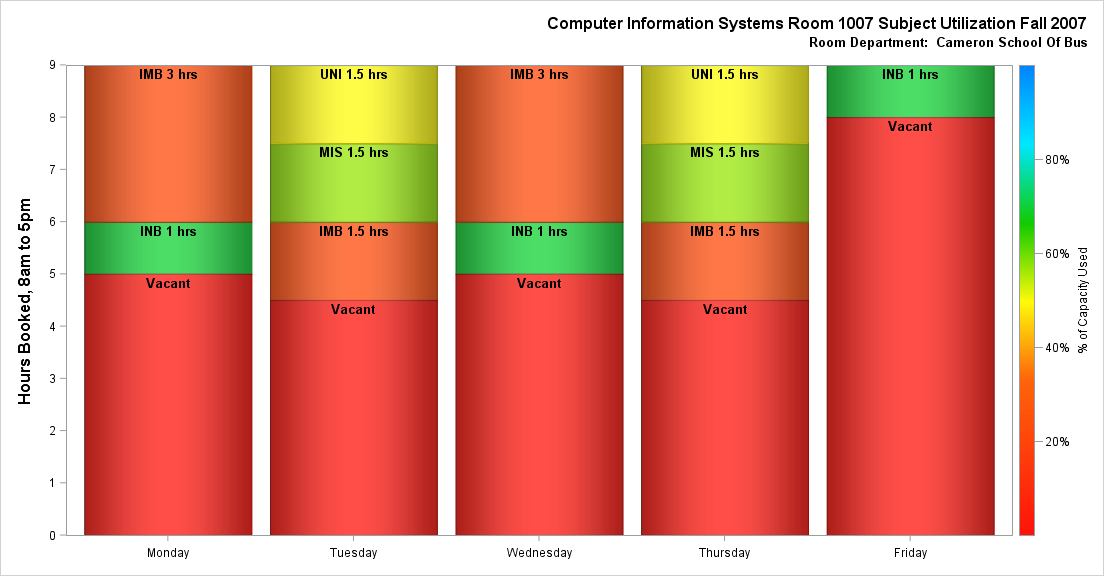 Computer Information Systems Room 1007 Subject Utilization Fall 2007
Room Department: Cameron School Of Bus
Hours Booked, 8am to 5pm
9
8
7
6
5
4
3
2
1
0
IMB 3 hrs
INB 1 hrs
Vacant
UNI 1.5 hrs
MIS 1.5 hrs
IMB 1.5 hrs
Vacant
IMB 3 hrs
INB 1 hrs
Vacant
UNI 1.5 hrs
MIS 1.5 hrs
IMB 1.5 hrs
Vacant
INB 1 hrs
Vacant
Monday
Tuesday
Wednesday
Thursday
Friday
80%
60%
40%
20%
% of Capacity Used